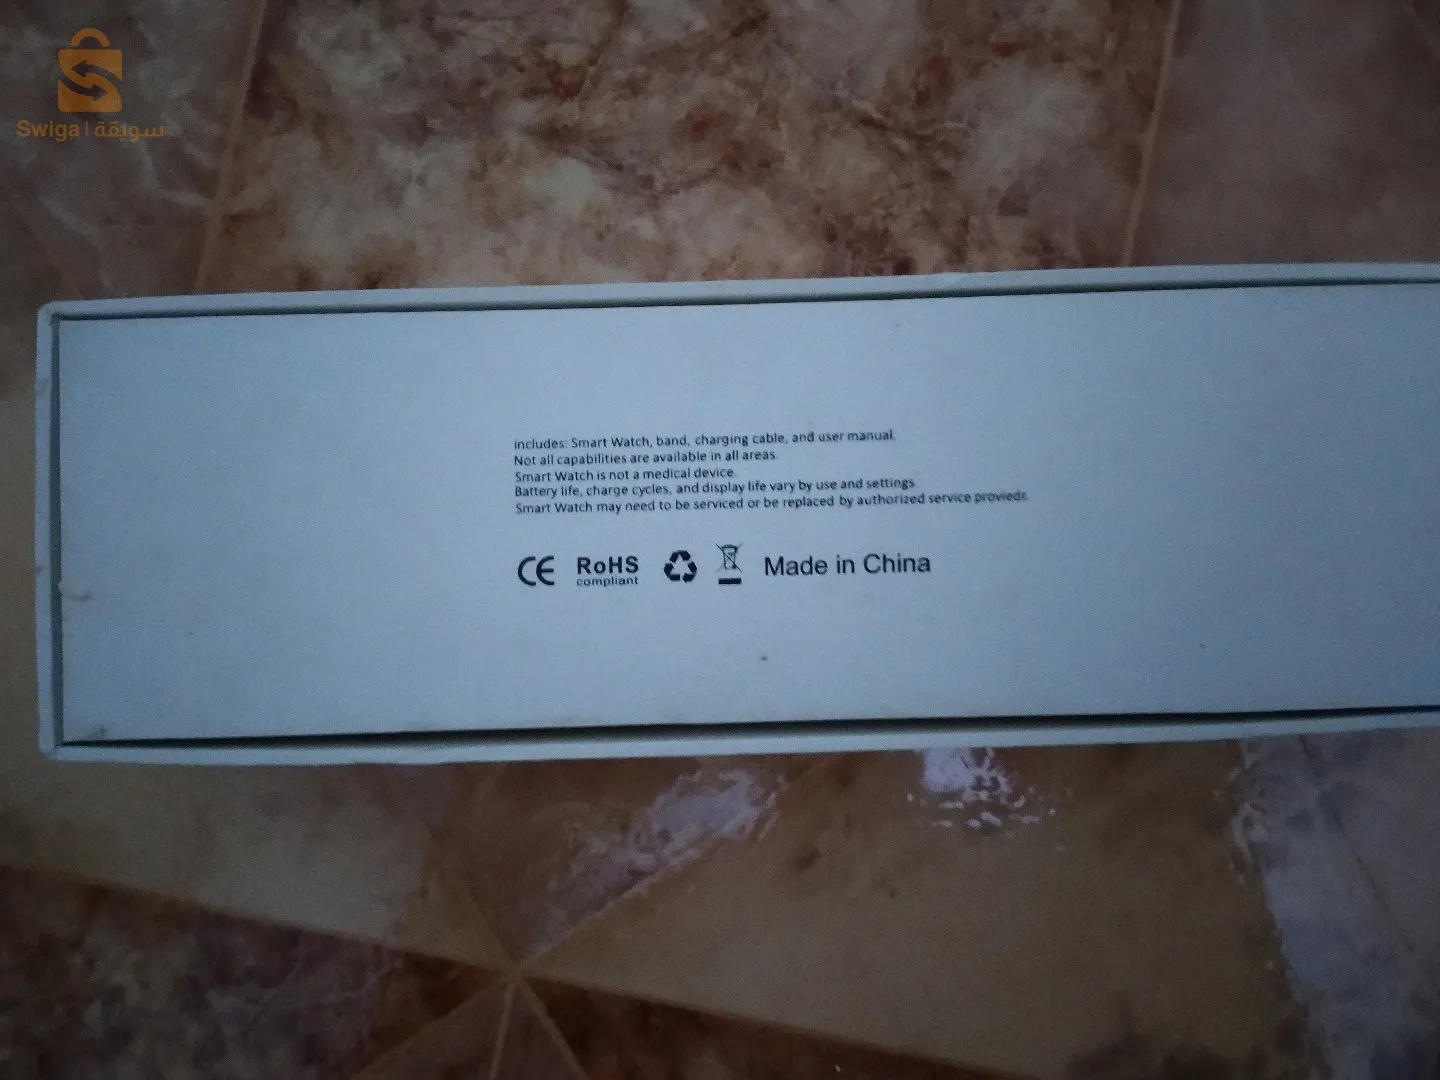 Swiga | سويقة
includes: Smart Watch, band, charging cable, and user manual.
Not all capabilities are available in all areas.
Smart Watch is not a medical device.
Battery life, charge cycles, and display life vary by use and settings
Smart Watch may need to be serviced or be replaced by authorized service proviedr.
CE RoHS Made in China
compliant